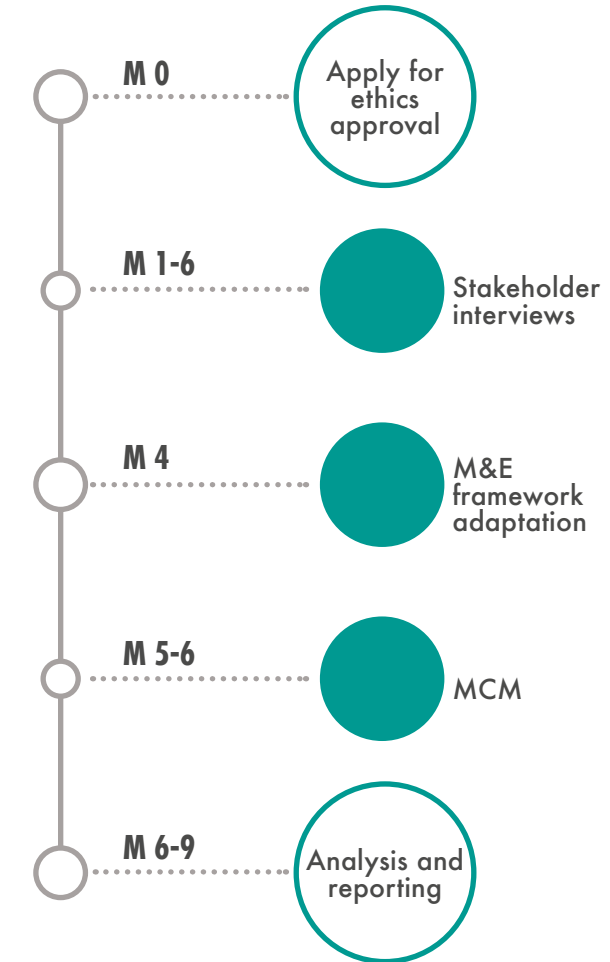 M 0
Apply for
ethics
approval
M 1-6
Stakeholder
interviews
M 4
M&E
framework
adaptation
M 5-6
MCM
M 6-9
Analysis and
reporting